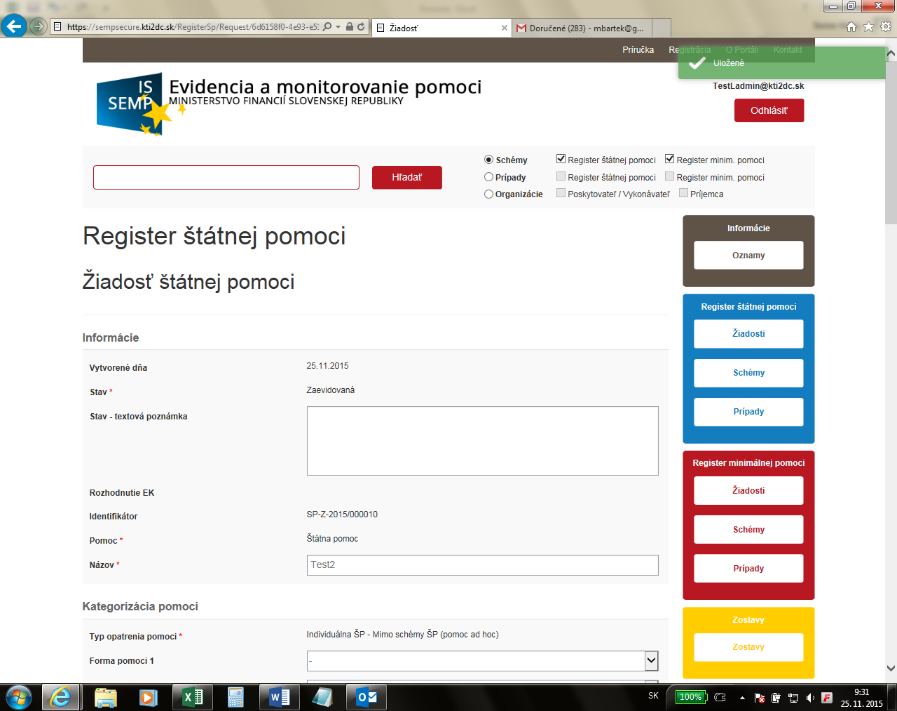 https://sempsecure.kti2dc.sk/RegisterSp/Request/6d6158f0-4e93-e5
Žiadosť
Doručené (283) - mbartek@g...
Príručka Registrácia O Portáli Kontakt
Uložené
IS
SEMP
Evidencia a monitorovanie pomoci
MINISTERSTVO FINANCIÍ SLOVENSKEJ REPUBLIKY
TestLadmin@kti2dc.sk
Odhlásiť
Hľadať
Schémy Register štátnej pomoci Register minim. pomoci
Prípady Register štátnej pomoci Register minim. pomoci
Organizácie Poskytovateľ / Vykonávateľ Príjemca
Register štátnej pomoci
Žiadosť štátnej pomoci
Informácie
Vytvorené dňa 25.11.2015
Stav * Zaevidovaná
Stav - textová poznámka
Rozhodnutie EK
Identifikátor SP-Z-2015/000010
Pomoc * Štátna pomoc
Názov * Test2
Kategorizácia pomoci
Typ opatrenia pomoci * Individuálna ŠP - Mimo schémy ŠP (pomoc ad hoc)
Forma pomoci 1 -
Informácie
Oznamy
Register štátnej pomoci
Žiadosti
Schémy
Prípady
Register minimálnej pomoci
Žiadosti
Schémy
Prípady
Zostavy
Zostavy
SK
100%
9:31
25. 11. 2015